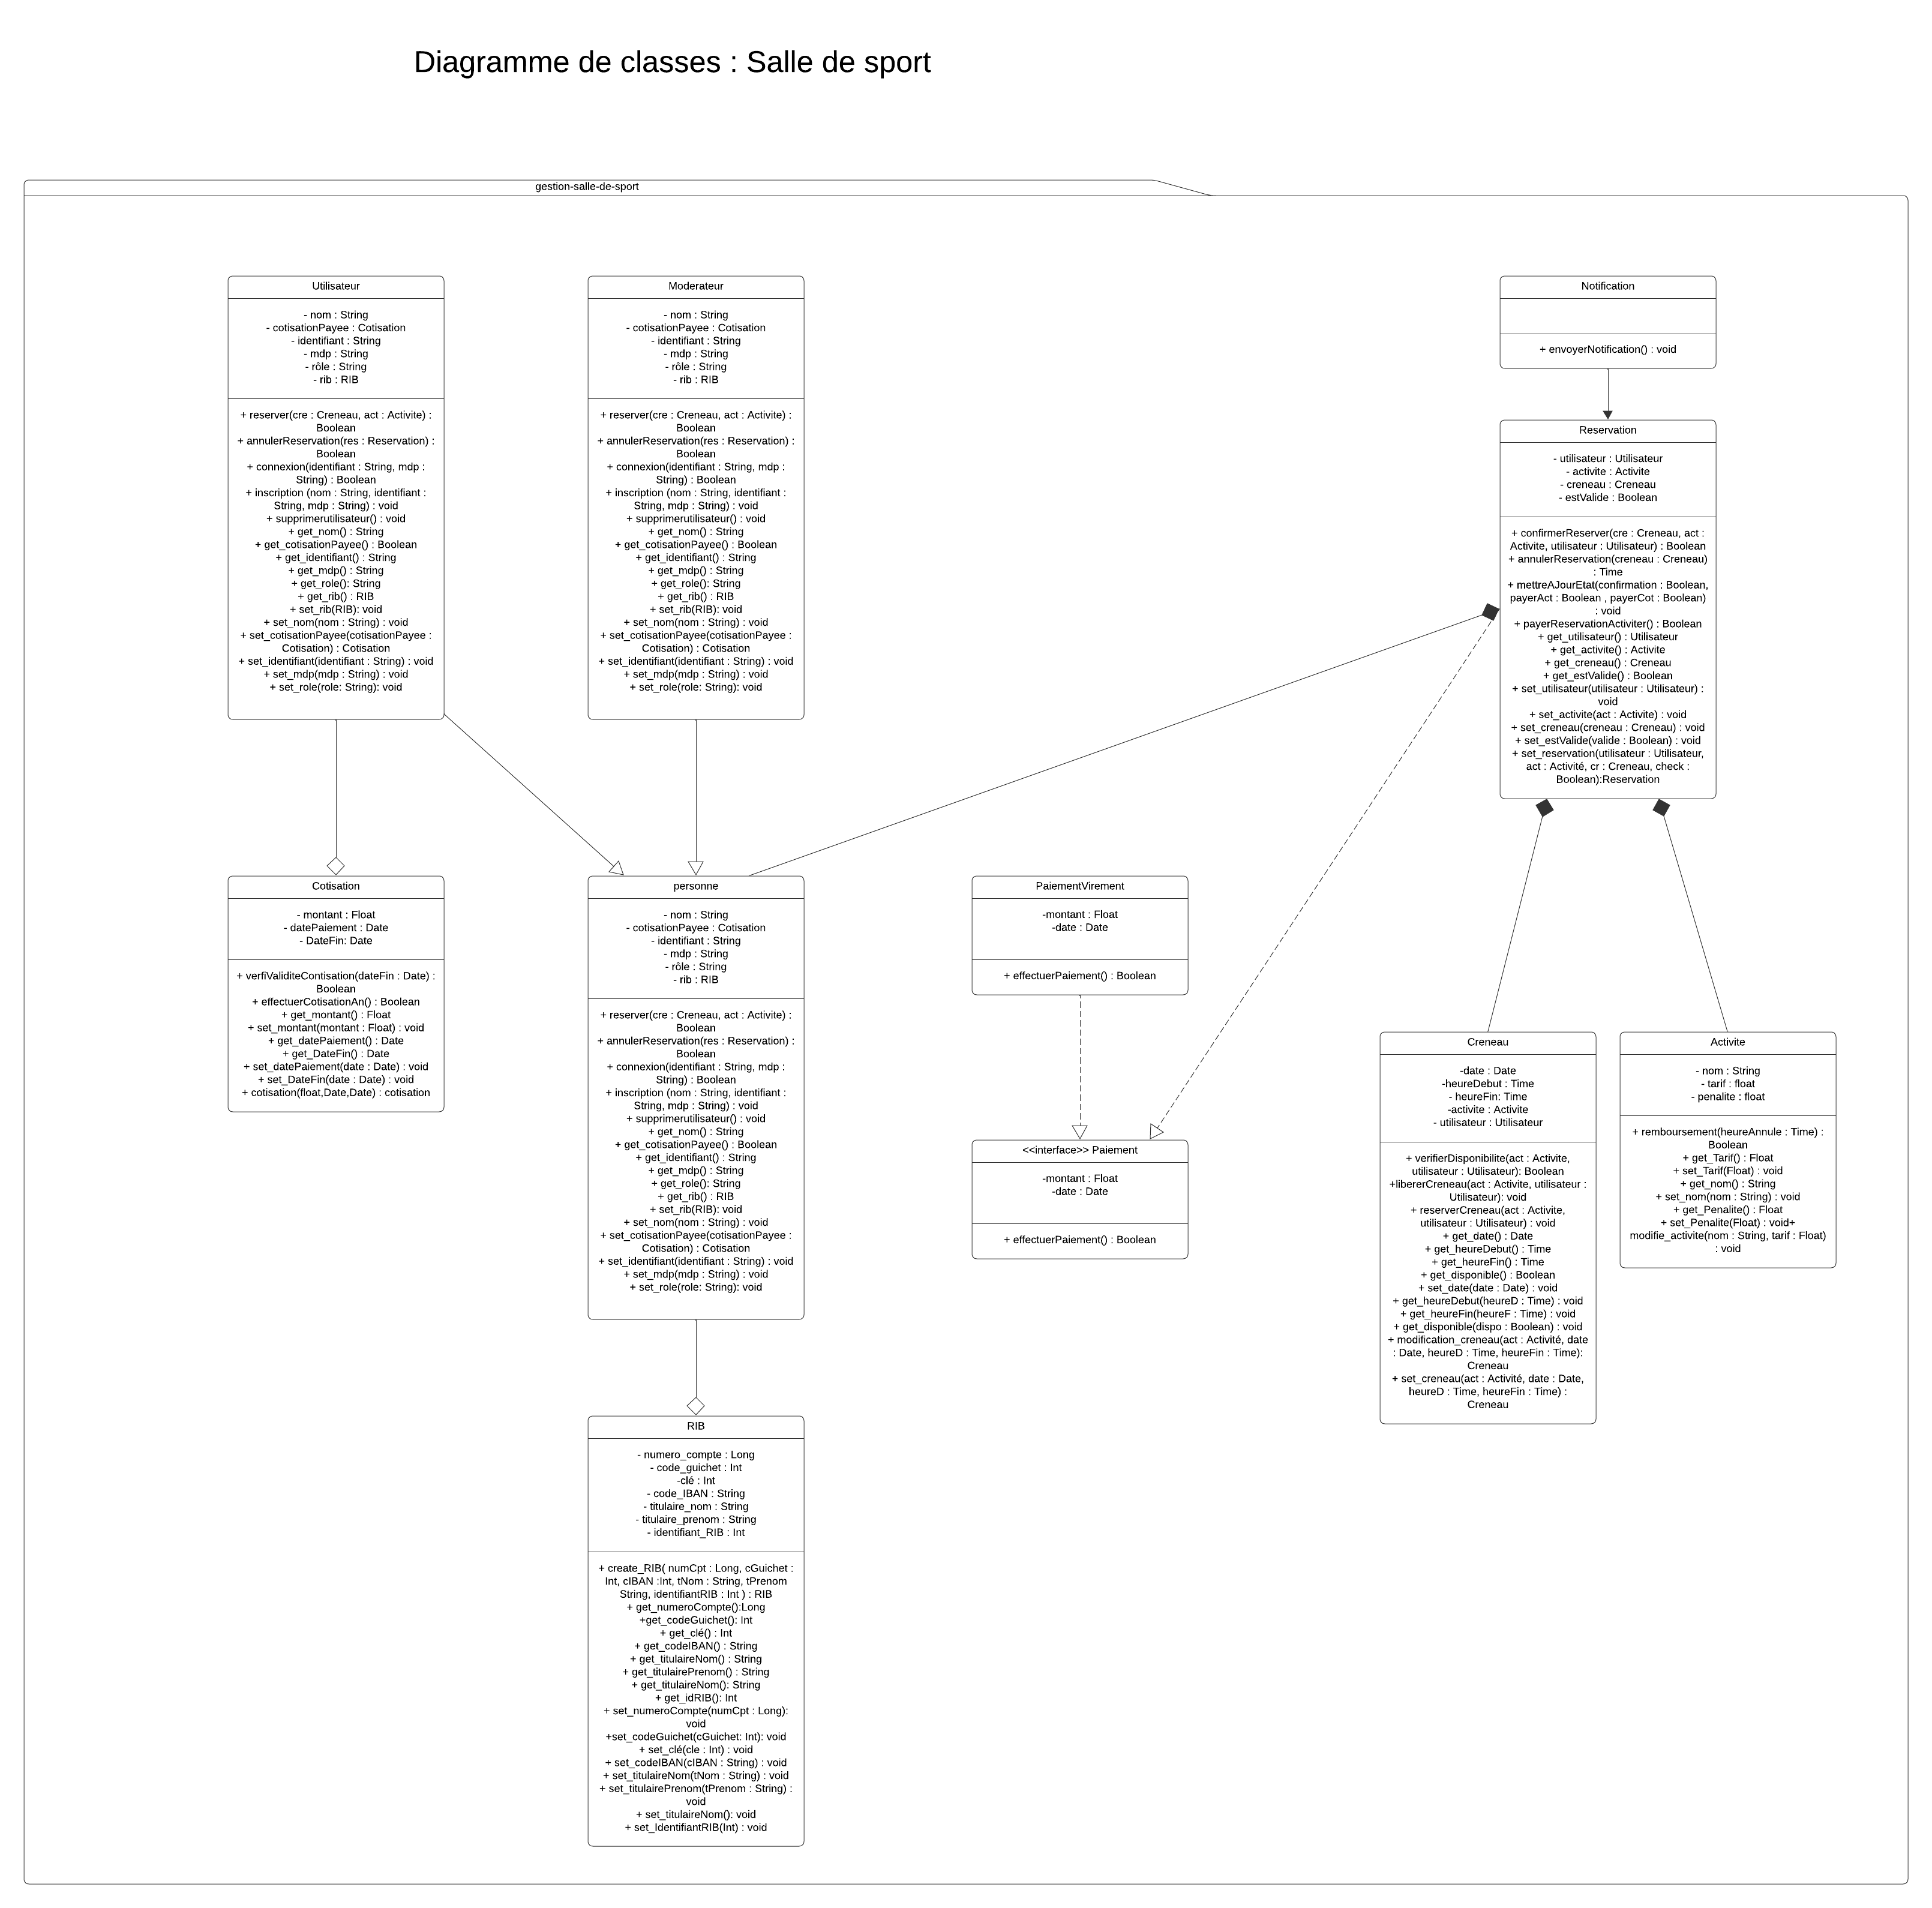 Diagramme de classes : Salle de sport
gestion-salle-de-sport
Utilisateur
- nom : String
- cotisationPayee : Cotisation
- identifiant : String
- mdp : String
- rôle : String
- rib : RIB
+ reserver(cre : Creneau, act : Activite) :
Boolean
+ annulerReservation(res : Reservation) :
Boolean
+ connexion(identifiant : String, mdp :
String) : Boolean
+ inscription (nom : String, identifiant :
String, mdp : String) : void
+ supprimerutilisateur() : void
+ get_nom() : String
+ get_cotisationPayee() : Boolean
+ get_identifiant() : String
+ get_mdp() : String
+ get_role(): String
+ get_rib() : RIB
+ set_rib(RIB): void
+ set_nom(nom : String) : void
+ set_cotisationPayee(cotisationPayee :
Cotisation) : Cotisation
+ set_identifiant(identifiant : String) : void
+ set_mdp(mdp : String) : void
+ set_role(role: String): void
Moderateur
- nom : String
- cotisationPayee : Cotisation
- identifiant : String
- mdp : String
- rôle : String
- rib : RIB
+ reserver(cre : Creneau, act : Activite) :
Boolean
+ annulerReservation(res : Reservation) :
Boolean
+ connexion(identifiant : String, mdp :
String) : Boolean
+ inscription (nom : String, identifiant :
String, mdp : String) : void
+ supprimerutilisateur() : void
+ get_nom() : String
+ get_cotisationPayee() : Boolean
+ get_identifiant() : String
+ get_mdp() : String
+ get_role(): String
+ get_rib() : RIB
+ set_rib(RIB): void
+ set_nom(nom : String) : void
+ set_cotisationPayee(cotisationPayee :
Cotisation) : Cotisation
+ set_identifiant(identifiant : String) : void
+ set_mdp(mdp : String) : void
+ set_role(role: String): void
Notification
+ envoyerNotification() : void
Reservation
- utilisateur : Utilisateur
- activite : Activite
- creneau : Creneau
- estValide : Boolean
+ confirmerReserver(cre : Creneau, act :
Activite, utilisateur : Utilisateur) : Boolean
+ annulerReservation(creneau : Creneau)
: Time
+ mettreAJourEtat(confirmation : Boolean,
payerAct : Boolean , payerCot : Boolean)
: void
+ payerReservationActiviter() : Boolean
+ get_utilisateur() : Utilisateur
+ get_activite() : Activite
+ get_creneau() : Creneau
+ get_estValide() : Boolean
+ set_utilisateur(utilisateur : Utilisateur) :
void
+ set_activite(act : Activite) : void
+ set_creneau(creneau : Creneau) : void
+ set_estValide(valide : Boolean) : void
+ set_reservation(utilisateur : Utilisateur,
act : Activité, cr : Creneau, check :
Boolean):Reservation
Cotisation
- montant : Float
- datePaiement : Date
- DateFin: Date
+ verfiValiditeContisation(dateFin : Date) :
Boolean
+ effectuerCotisationAn() : Boolean
+ get_montant() : Float
+ set_montant(montant : Float) : void
+ get_datePaiement() : Date
+ get_DateFin() : Date
+ set_datePaiement(date : Date) : void
+ set_DateFin(date : Date) : void
+ cotisation(float,Date,Date) : cotisation
personne
- nom : String
- cotisationPayee : Cotisation
- identifiant : String
- mdp : String
- rôle : String
- rib : RIB
+ reserver(cre : Creneau, act : Activite) :
Boolean
+ annulerReservation(res : Reservation) :
Boolean
+ connexion(identifiant : String, mdp :
String) : Boolean
+ inscription (nom : String, identifiant :
String, mdp : String) : void
+ supprimerutilisateur() : void
+ get_nom() : String
+ get_cotisationPayee() : Boolean
+ get_identifiant() : String
+ get_mdp() : String
+ get_role(): String
+ get_rib() : RIB
+ set_rib(RIB): void
+ set_nom(nom : String) : void
+ set_cotisationPayee(cotisationPayee :
Cotisation) : Cotisation
+ set_identifiant(identifiant : String) : void
+ set_mdp(mdp : String) : void
+ set_role(role: String): void
PaiementVirement
-montant : Float
-date : Date
+ effectuerPaiement() : Boolean
<<interface>> Paiement
-montant : Float
-date : Date
+ effectuerPaiement() : Boolean
Creneau
-date : Date
-heureDebut : Time
- heureFin: Time
-activite : Activite
- utilisateur : Utilisateur
+ verifierDisponibilite(act : Activite,
utilisateur : Utilisateur): Boolean
+libererCreneau(act : Activite, utilisateur :
Utilisateur): void
+ reserverCreneau(act : Activite,
utilisateur : Utilisateur) : void
+ get_date() : Date
+ get_heureDebut() : Time
+ get_heureFin() : Time
+ get_disponible() : Boolean
+ set_date(date : Date) : void
+ get_heureDebut(heureD : Time) : void
+ get_heureFin(heureF : Time) : void
+ get_disponible(dispo : Boolean) : void
+ modification_creneau(act : Activité, date
: Date, heureD : Time, heureFin : Time):
Creneau
+ set_creneau(act : Activité, date : Date,
heureD : Time, heureFin : Time) :
Creneau
Activite
- nom : String
- tarif : float
- penalite : float
+ remboursement(heureAnnule : Time) :
Boolean
+ get_Tarif() : Float
+ set_Tarif(Float) : void
+ get_nom() : String
+ set_nom(nom : String) : void
+ get_Penalite() : Float
+ set_Penalite(Float) : void+
modifie_activite(nom : String, tarif : Float)
: void
RIB
- numero_compte : Long
- code_guichet : Int
-clé : Int
- code_IBAN : String
- titulaire_nom : String
- titulaire_prenom : String
- identifiant_RIB : Int
+ create_RIB( numCpt : Long, cGuichet :
Int, cIBAN :Int, tNom : String, tPrenom
String, identifiantRIB : Int ) : RIB
+ get_numeroCompte():Long
+get_codeGuichet(): Int
+ get_clé() : Int
+ get_codeIBAN() : String
+ get_titulaireNom() : String
+ get_titulairePrenom() : String
+ get_titulaireNom(): String
+ get_idRIB(): Int
+ set_numeroCompte(numCpt : Long):
void
+set_codeGuichet(cGuichet: Int): void
+ set_clé(cle : Int) : void
+ set_codeIBAN(cIBAN : String) : void
+ set_titulaireNom(tNom : String) : void
+ set_titulairePrenom(tPrenom : String) :
void
+ set_titulaireNom(): void
+ set_IdentifiantRIB(Int) : void